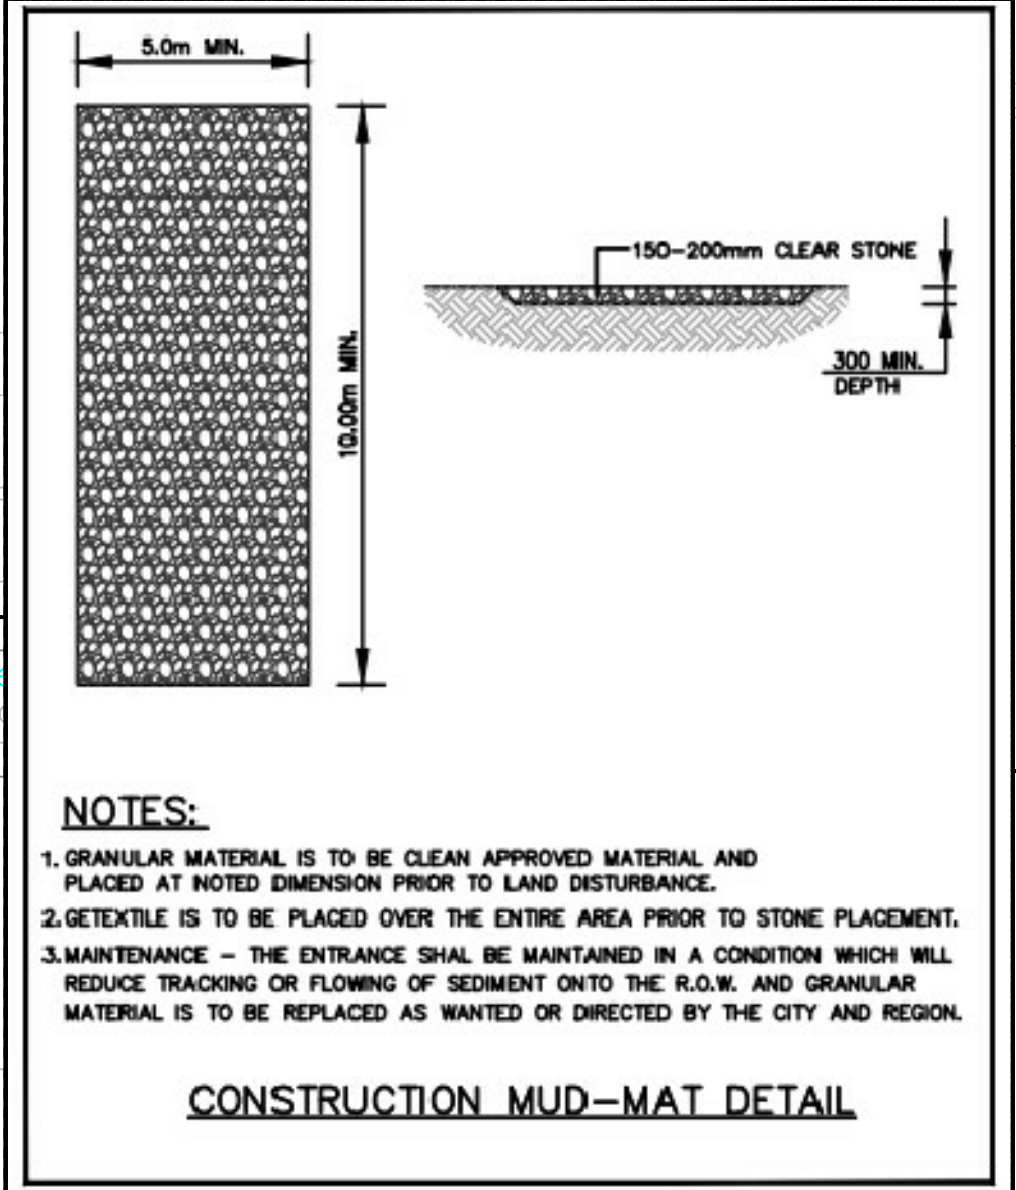 5.0m MIN.
10.00m MIN.
150-200mm CLEAR STONE
300 MIN.
DEPTH
NOTES:
1. GRANULAR MATERIAL IS TO BE CLEAN APPROVED MATERIAL AND
PLACED AT NOTED DIMENSION PRIOR TO LAND DISTURBANCE.
2. GETEXTILE IS TO BE PLACED OVER THE ENTIRE AREA PRIOR TO STONE PLACEMENT.
3. MAINTENANCE - THE ENTRANCE SHAL BE MAINTAINED IN A CONDITION WHICH WILL
REDUCE TRACKING OR FLOWING OF SEDIMENT ONTO THE R.O.W. AND GRANULAR
MATERIAL IS TO BE REPLACED AS WANTED OR DIRECTED BY THE CITY AND REGION.
CONSTRUCTION MUD-MAT DETAIL